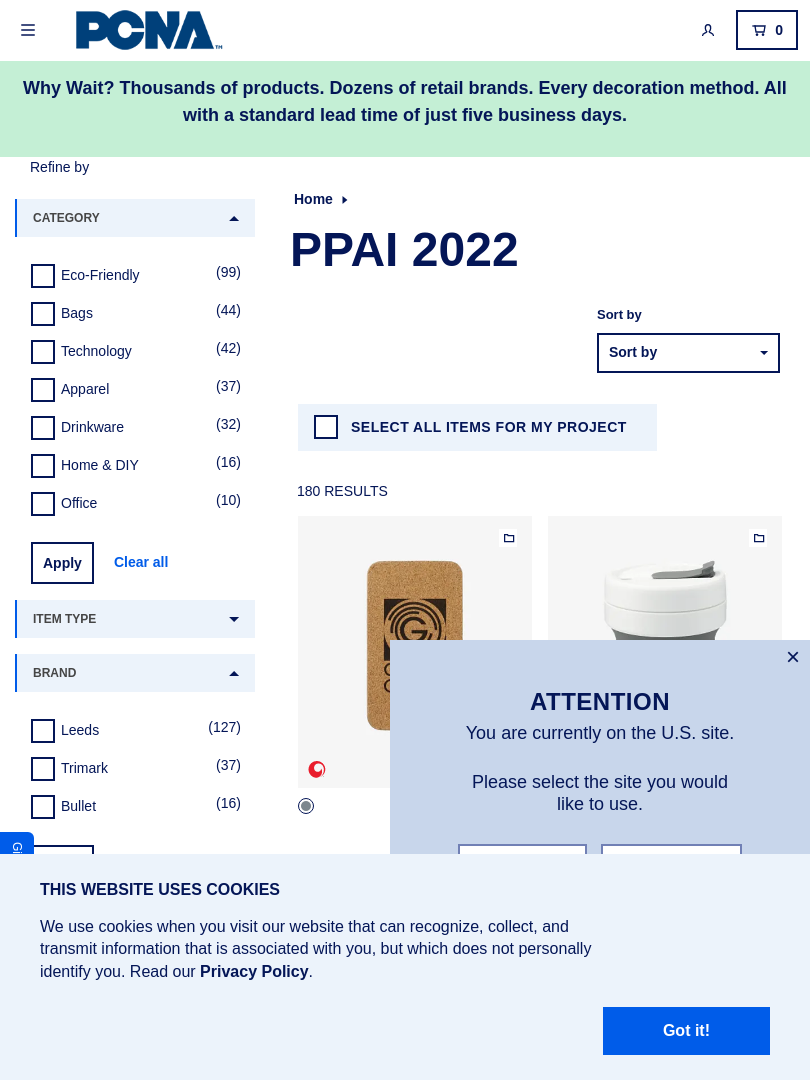 PCNA™
0
Why Wait? Thousands of products. Dozens of retail brands. Every decoration method. All
with a standard lead time of just five business days.
Refine by
Home
CATEGORY
PPAI 2022
Eco-Friendly (99)
Bags (44)
Technology (42)
Apparel (37)
Drinkware (32)
Home & DIY (16)
Office (10)
Sort by
Sort by
SELECT ALL ITEMS FOR MY PROJECT
180 RESULTS
Apply Clear all
ITEM TYPE
BRAND
Leeds (127)
Trimark (37)
Bullet (16)
×
ATTENTION
You are currently on the U.S. site.
Please select the site you would
like to use.
THIS WEBSITE USES COOKIES
We use cookies when you visit our website that can recognize, collect, and
transmit information that is associated with you, but which does not personally
identify you. Read our Privacy Policy.
Got it!